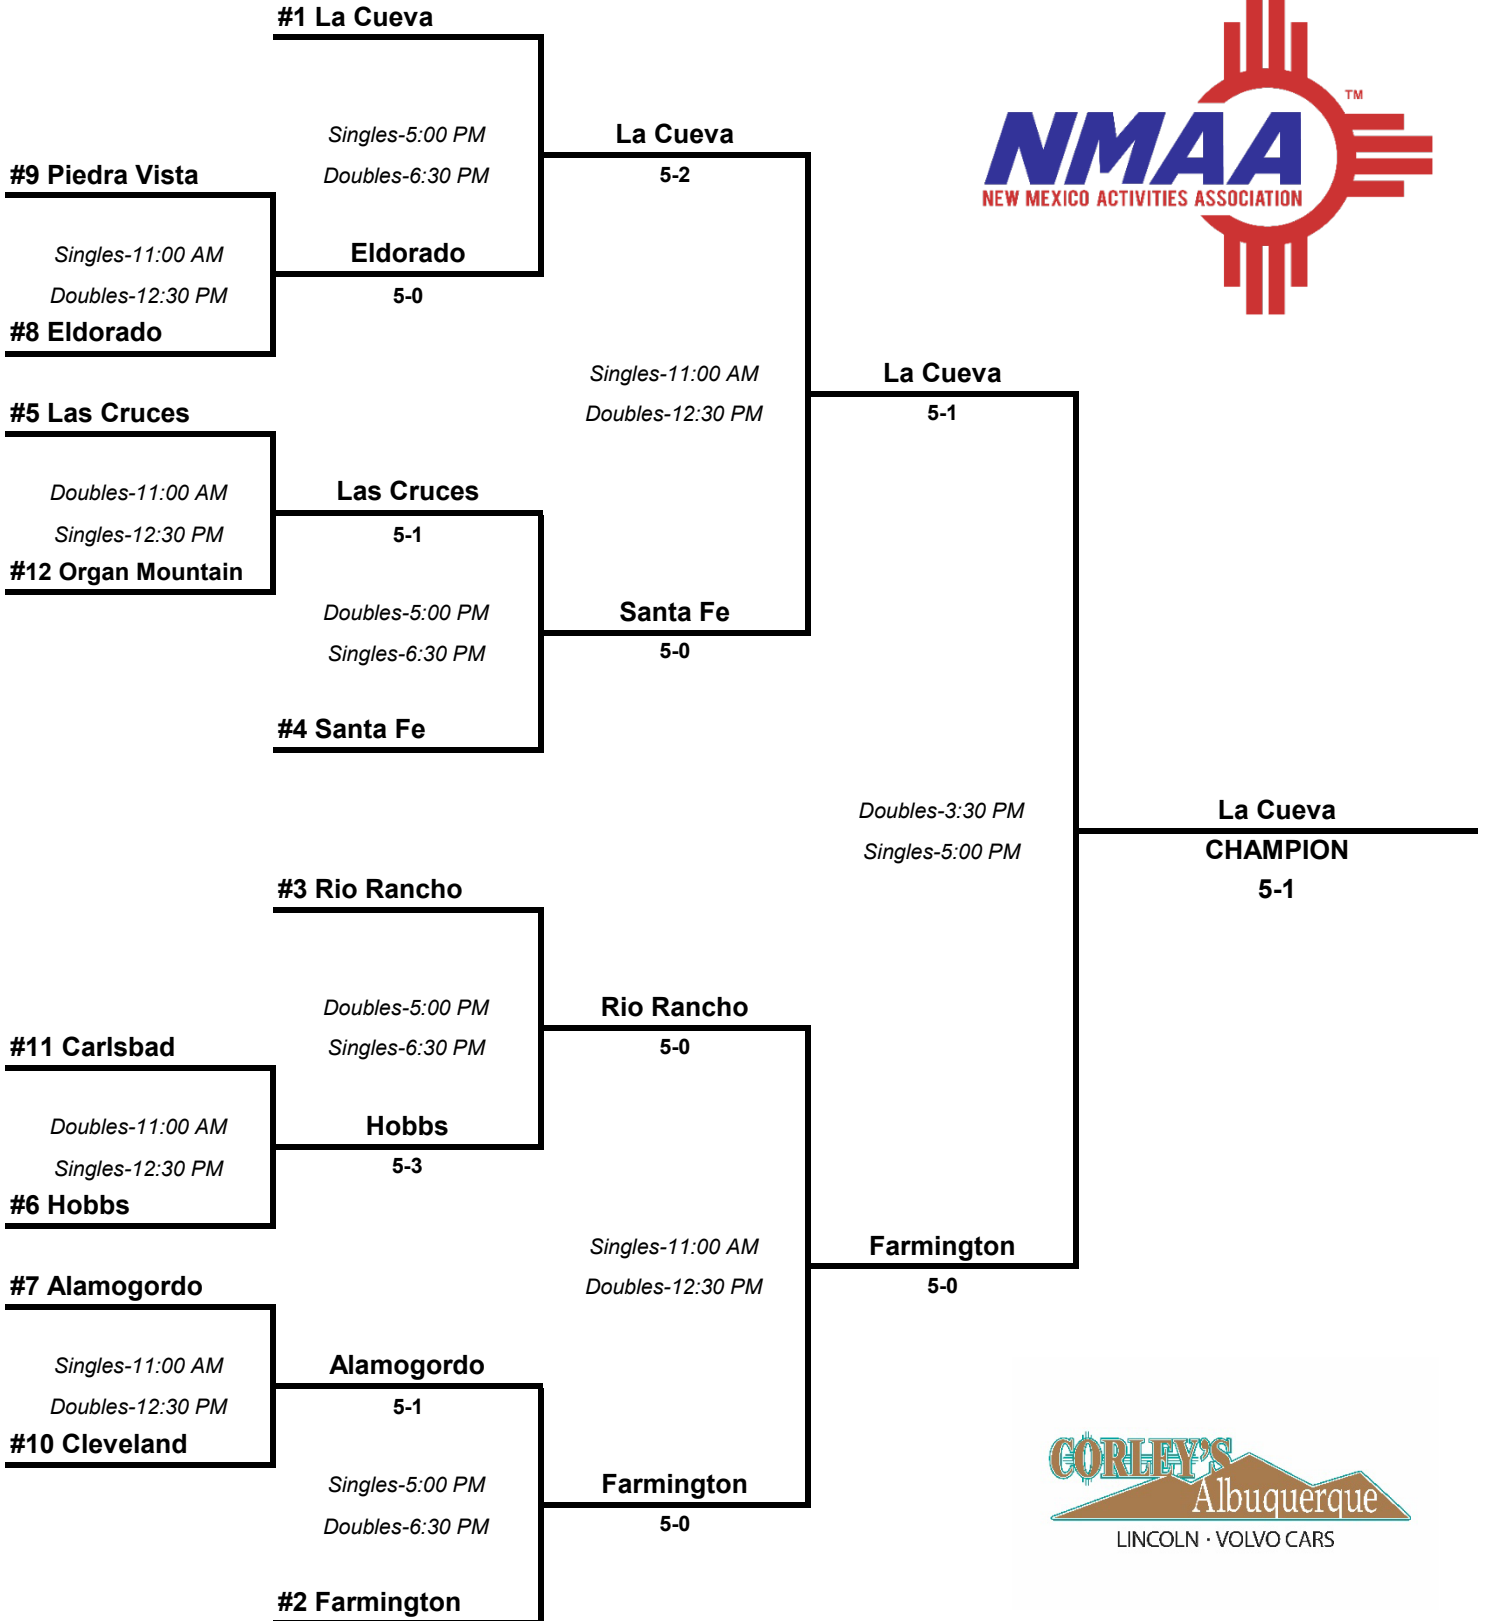 #1 La Cueva
Singles-5:00 PM
Doubles-6:30 PM
La Cueva
5-2
#9 Piedra Vista
Singles-11:00 AM
Doubles-12:30 PM
#8 Eldorado
Eldorado
5-0
NMAA
TM
NEW MEXICO ACTIVITIES ASSOCIATION
Singles-11:00 AM
Doubles-12:30 PM
La Cueva
5-1
#5 Las Cruces
Doubles-11:00 AM
Singles-12:30 PM
#12 Organ Mountain
Las Cruces
5-1
Doubles-5:00 PM
Singles-6:30 PM
Santa Fe
5-0
#4 Santa Fe
Doubles-3:30 PM
Singles-5:00 PM
La Cueva
CHAMPION
5-1
#3 Rio Rancho
Doubles-5:00 PM
Singles-6:30 PM
Rio Rancho
5-0
#11 Carlsbad
Doubles-11:00 AM
Singles-12:30 PM
#6 Hobbs
Hobbs
5-3
Singles-11:00 AM
Doubles-12:30 PM
Farmington
5-0
#7 Alamogordo
Singles-11:00 AM
Doubles-12:30 PM
#10 Cleveland
Alamogordo
5-1
Singles-5:00 PM
Doubles-6:30 PM
Farmington
5-0
#2 Farmington
CORLEY'S
Albuquerque
LINCOLN · VOLVO CARS